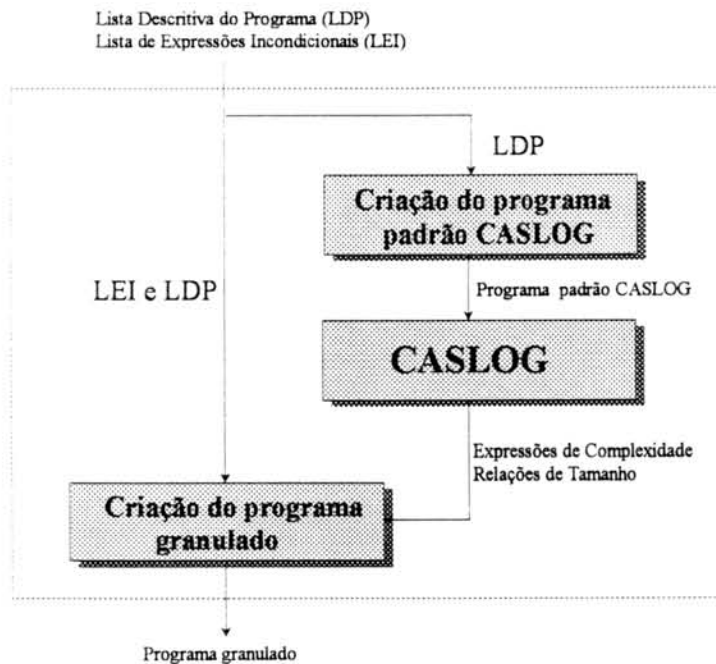 Lista Descritiva do Programa (LDP)
Lista de Expressões Incondicionais (LEI)
LDP
Criação do programa
padrão CASLOG
LEI e LDP
Programa padrão CASLOG
CASLOG
Expressões de Complexidade
Relações de Tamanho
Criação do programa
granulado
Programa granulado